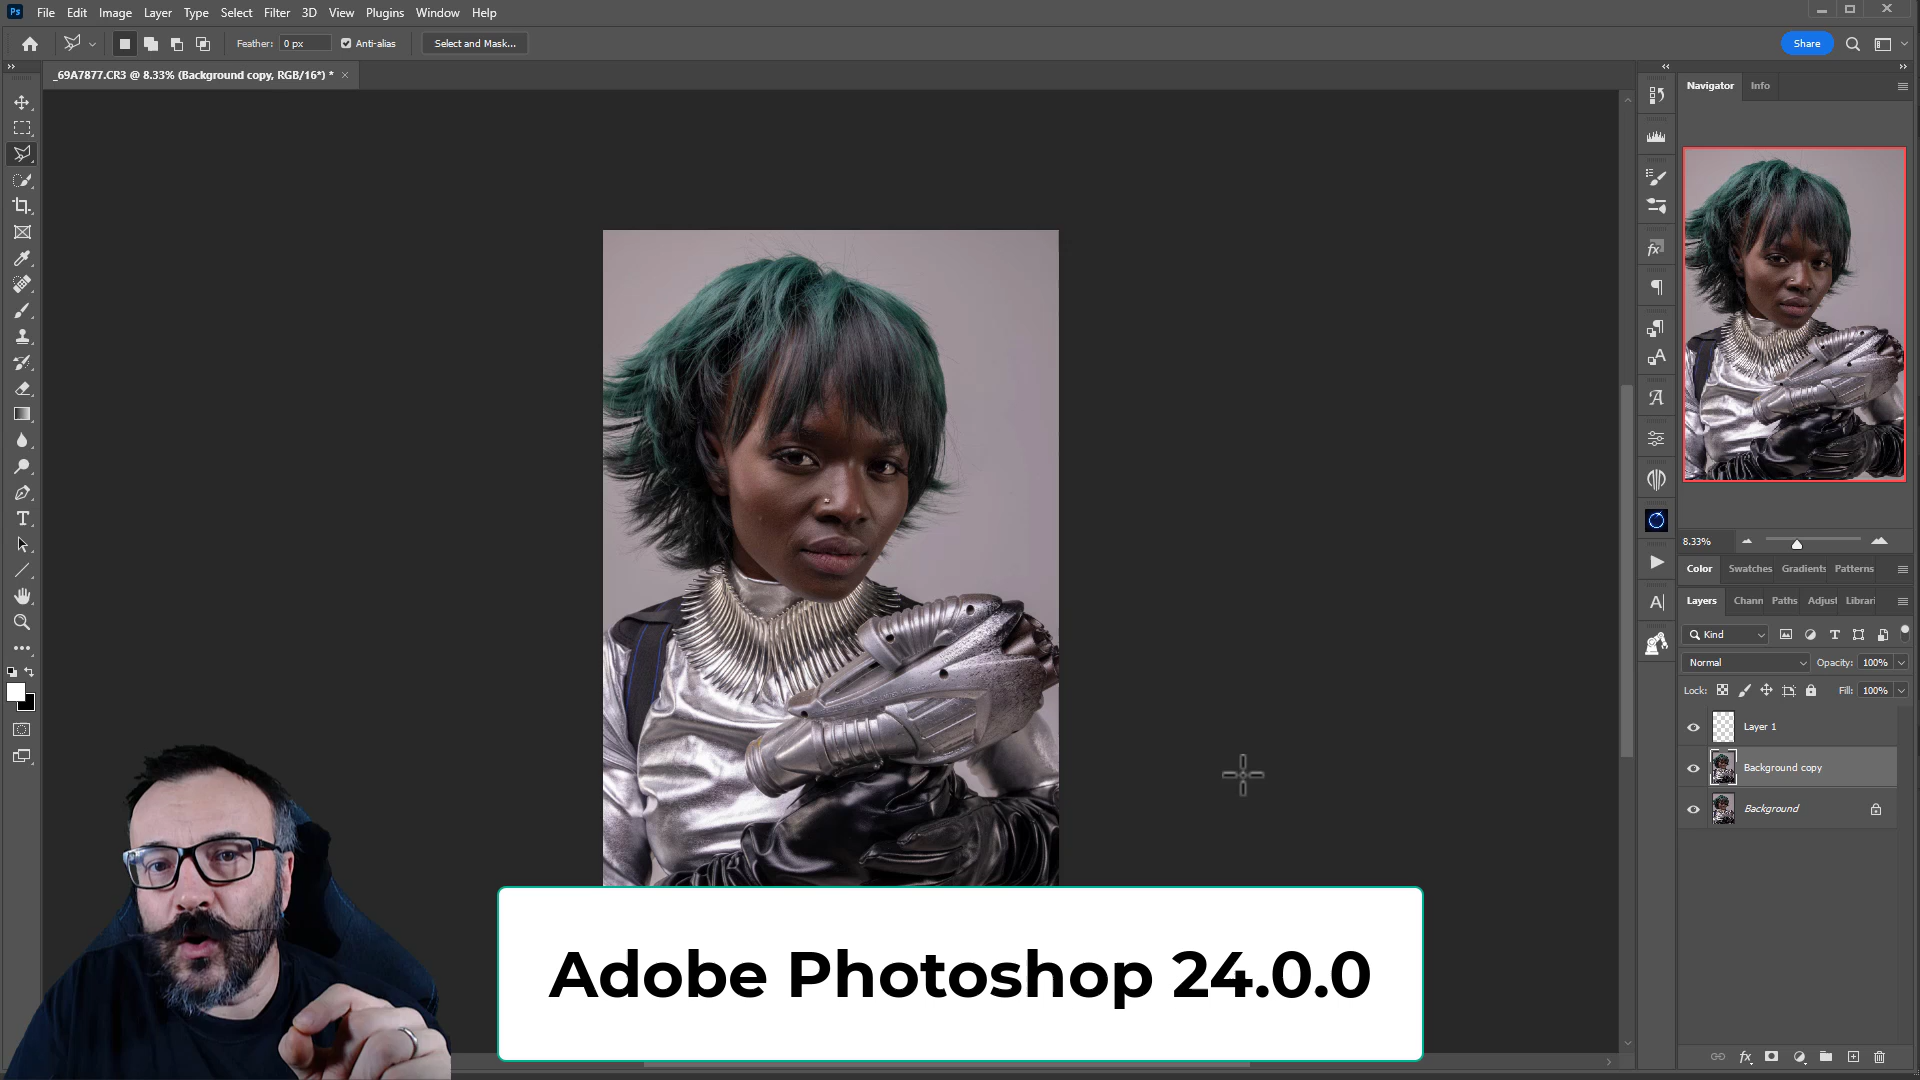 Ps File Edit Image Layer Type Select Filter 3D View Plugins Window Help
Feather: 0 px Anti-alias Select and Mask... Share
_69A7877.CR3 @ 8.33% (Background copy, RGB/16*) *
Navigator Info
8.33%
Color Swatches Gradients Patterns
Layers Chann Paths Adjust Librari
Kind
Normal Opacity: 100%
Lock: Fill: 100%
Layer 1
Background copy
Background
Adobe Photoshop 24.0.0